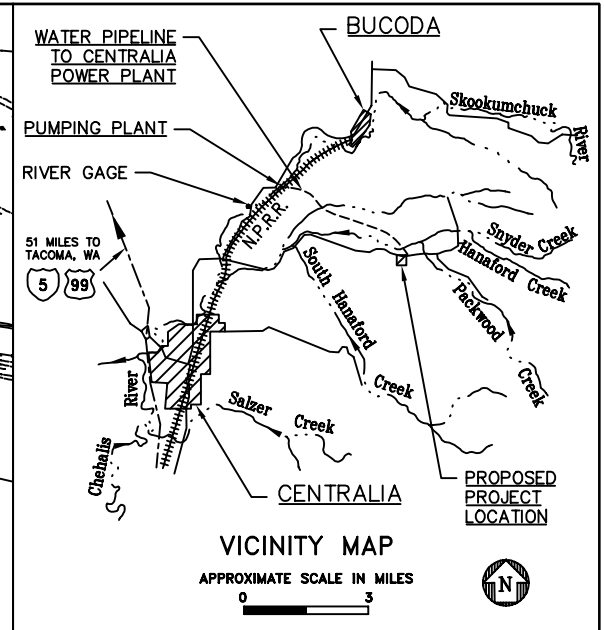 WATER PIPELINE
TO CENTRALIA
POWER PLANT
BUCODA
Skookumchuck
River
PUMPING PLANT
RIVER GAGE
N.P.R.R.
51 MILES TO
TACOMA, WA
5 99
Snyder Creek
Hanaford Creek
Packwood
Creek
South Hanaford
Creek
River
Chehalis
Salzer Creek
CENTRALIA
PROPOSED
PROJECT
LOCATION
VICINITY MAP
APPROXIMATE SCALE IN MILES
0 3
N